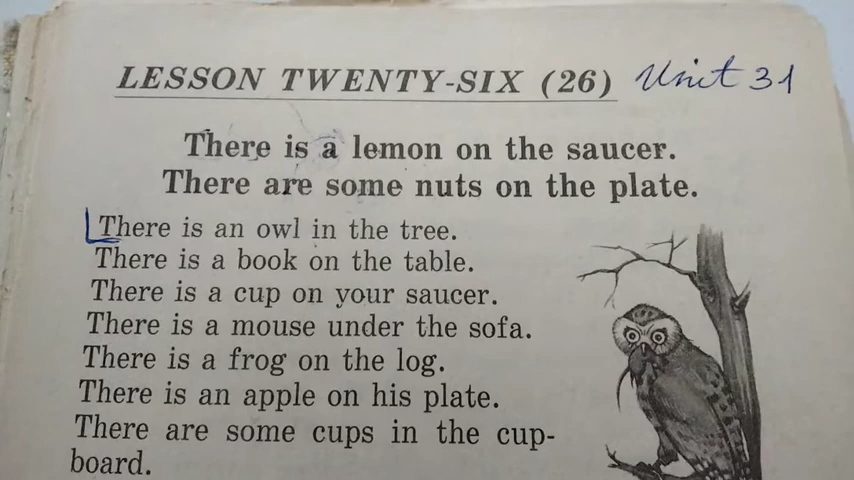 LESSON TWENTY-SIX (26) Unit 31
There is a lemon on the saucer.
There are some nuts on the plate.
There is an owl in the tree.
There is a book on the table.
There is a cup on your saucer.
There is a mouse under the sofa.
There is a frog on the log.
There is an apple on his plate.
There are some cups in the cup-
board.